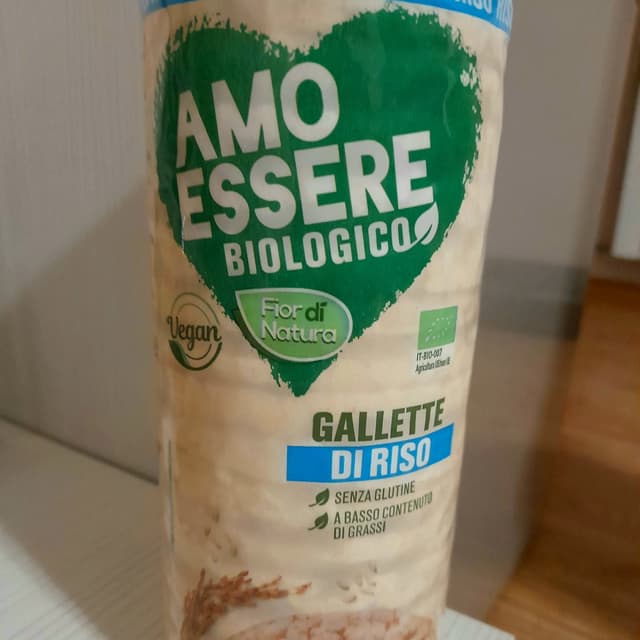 AMO
ESSERE
BIOLOGICO
Vegan
Fior di
Natura
IT-BIO-007
GALLETTE
DI RISO
SENZA GLUTINE
A BASSO CONTENUTO
DI GRASSI